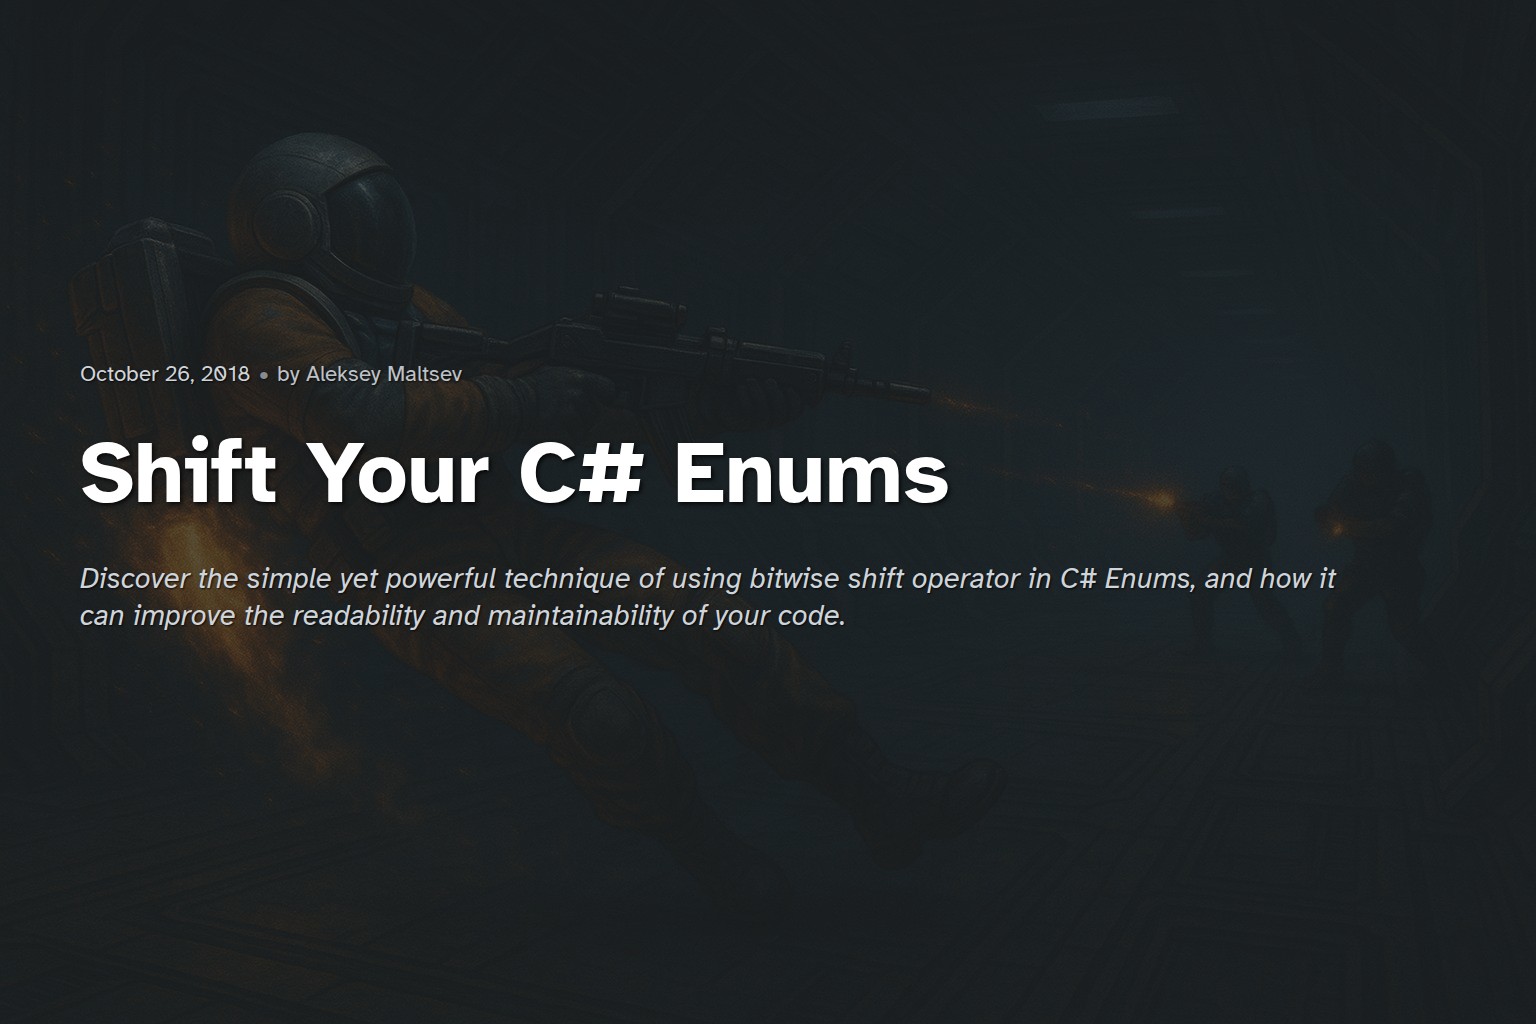 October 26, 2018 • by Aleksey Maltsev
Shift Your C# Enums
Discover the simple yet powerful technique of using bitwise shift operator in C# Enums, and how it
can improve the readability and maintainability of your code.